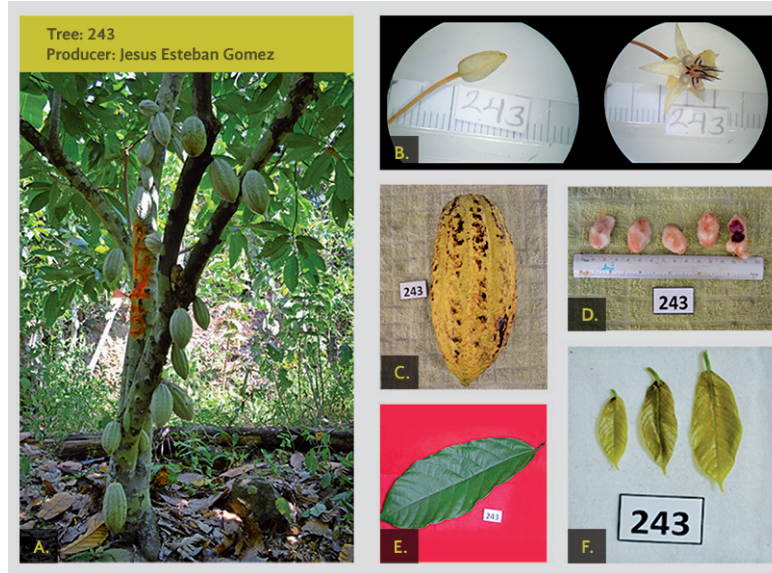 Tree: 243
Producer: Jesus Esteban Gomez
A.
243
243
B.
243
C.
243
D.
243
E.
243
F.